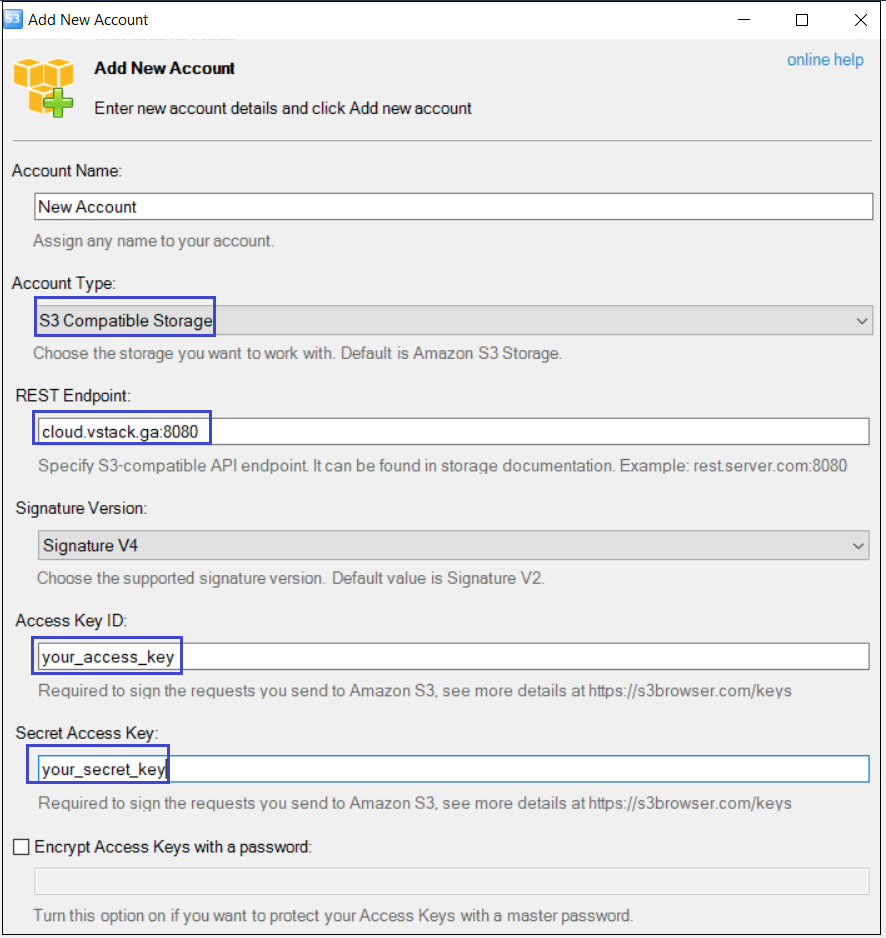 S3 Add New Account
online help
Add New Account
Enter new account details and click Add new account
Account Name:
New Account
Assign any name to your account.
Account Type:
S3 Compatible Storage
Choose the storage you want to work with. Default is Amazon S3 Storage.
REST Endpoint:
cloud.vstack.ga:8080
Specify S3-compatible API endpoint. It can be found in storage documentation. Example: rest.server.com:8080
Signature Version:
Signature V4
Choose the supported signature version. Default value is Signature V2.
Access Key ID:
your_access_key
Required to sign the requests you send to Amazon S3, see more details at https://s3browser.com/keys
Secret Access Key:
your_secret_key
Required to sign the requests you send to Amazon S3, see more details at https://s3browser.com/keys
Encrypt Access Keys with a password:
Turn this option on if you want to protect your Access Keys with a master password.